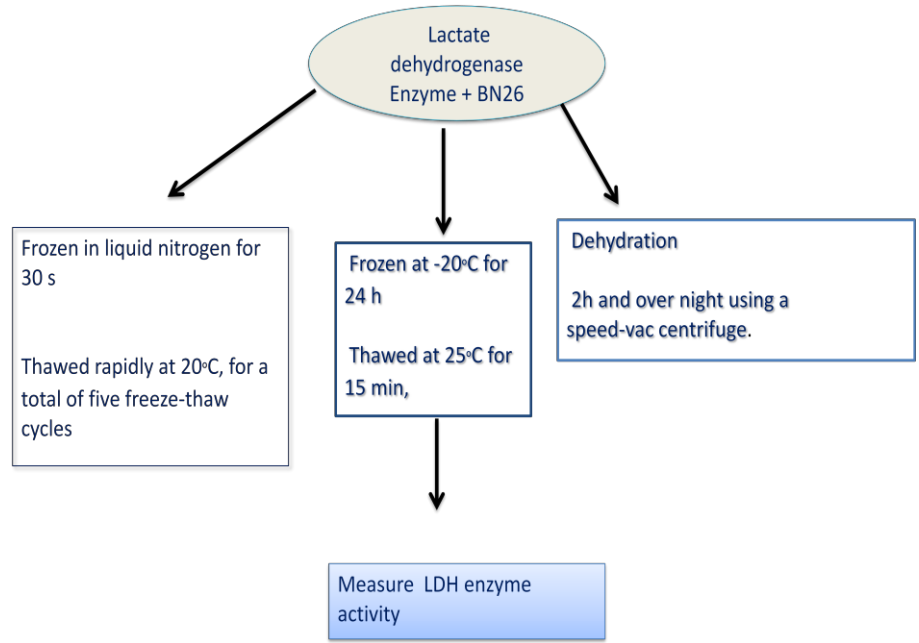 Lactate
dehydrogenase
Enzyme + BN26
Frozen in liquid nitrogen for
30 s
Thawed rapidly at 20ºC, for a
total of five freeze-thaw
cycles
Frozen at -20ºC for
24 h
Thawed at 25ºC for
15 min,
Dehydration
2h and over night using a
speed-vac centrifuge.
Measure LDH enzyme
activity